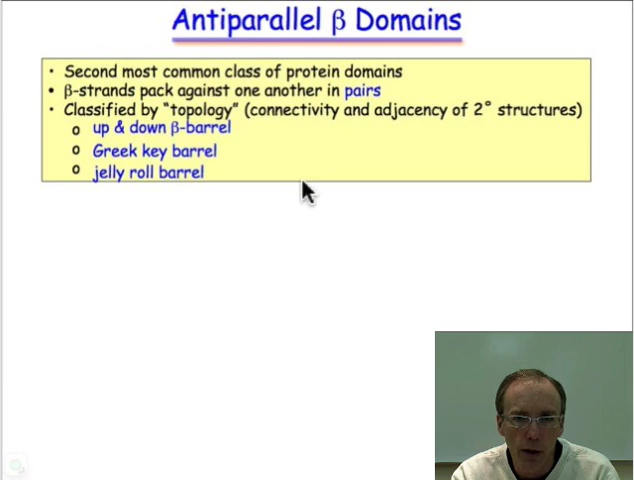 Antiparallel β Domains
• Second most common class of protein domains
• β-strands pack against one another in pairs
• Classified by "topology" (connectivity and adjacency of 2˚ structures)
o up & down β-barrel
o Greek key barrel
o jelly roll barrel